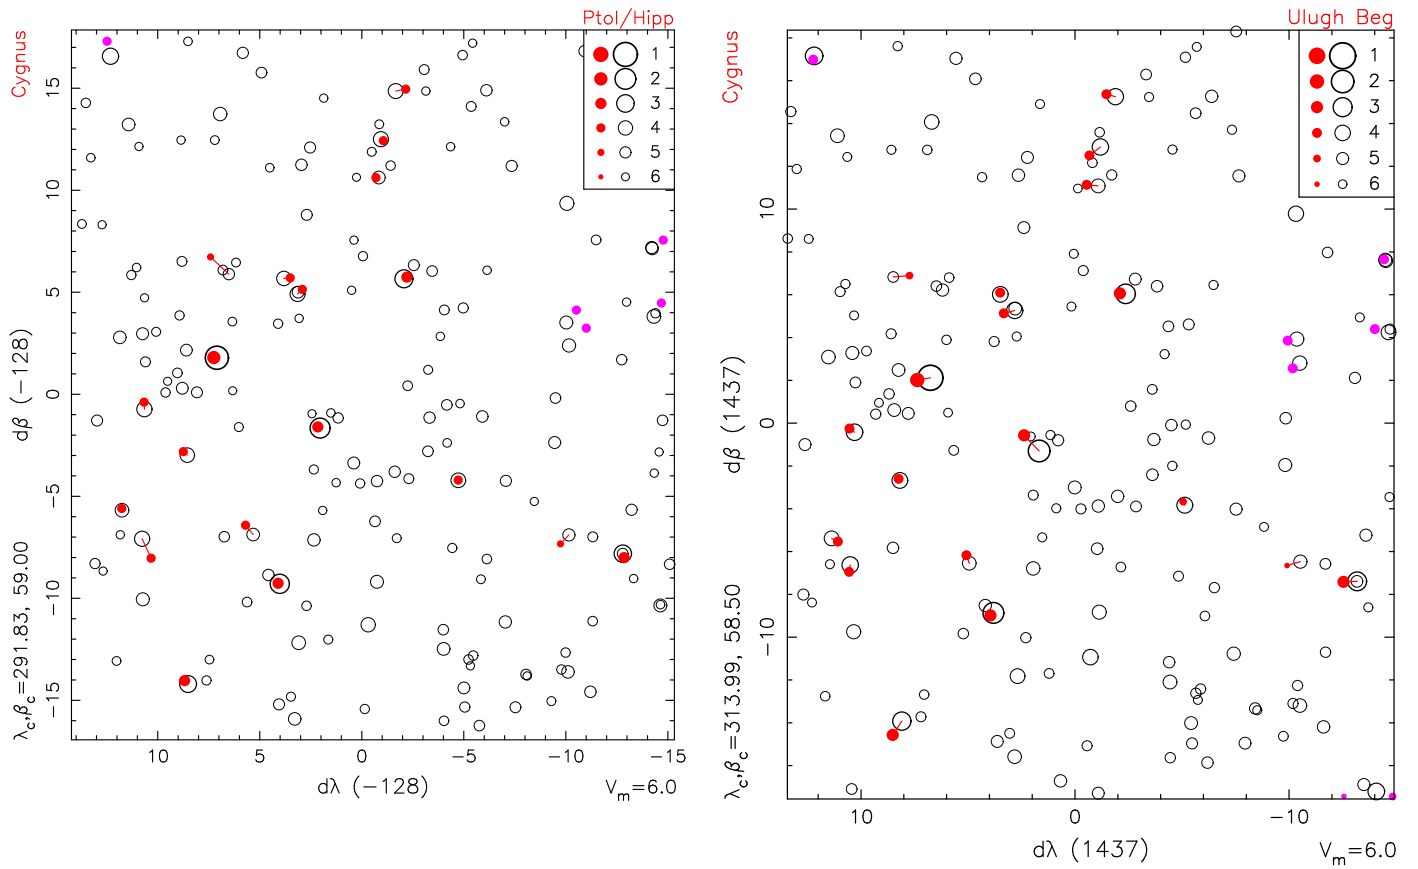 Ptol/Hipp
Cygnus
1
2
3
4
5
6
15
10
5
0
−5
−10
−15
dβ (−128)
λc,βc=291.83, 59.00
10
5
0
−5
−10
−15
dλ (−128)
Vm=6.0
Ulugh Beg
Cygnus
1
2
3
4
5
6
10
0
−10
dβ (1437)
λc,βc=313.99, 58.50
10
0
−10
dλ (1437)
Vm=6.0